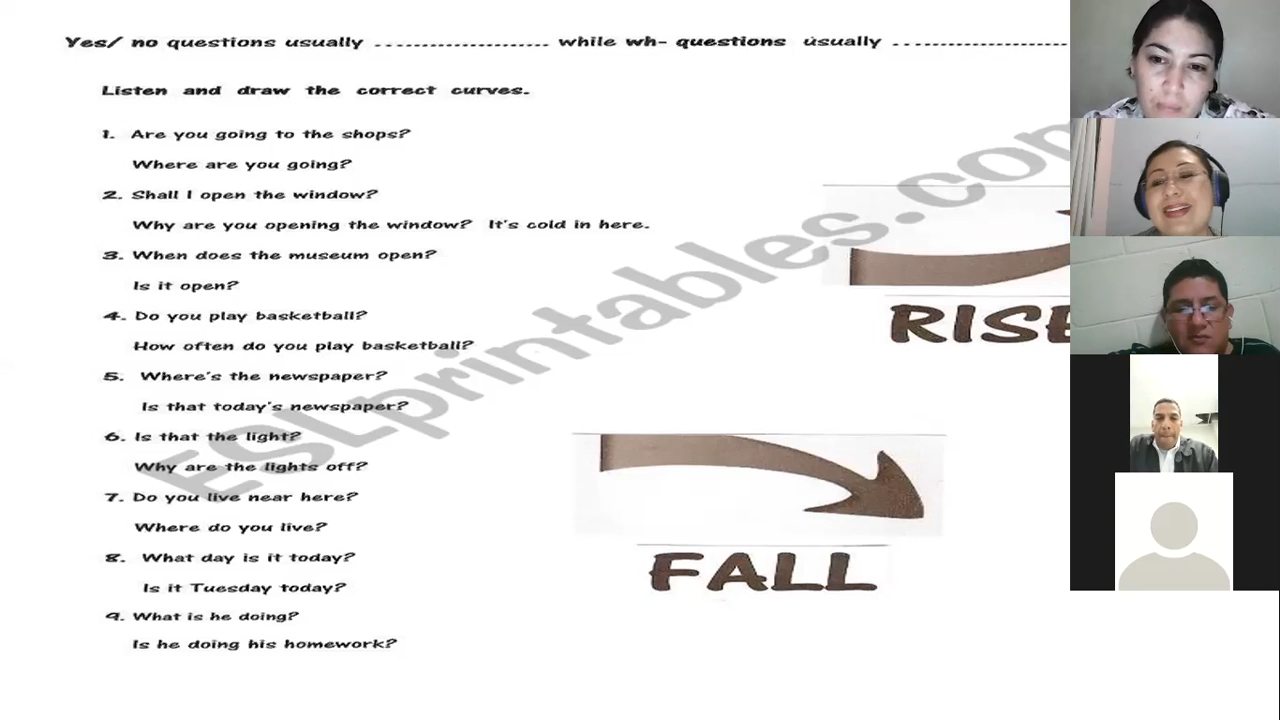 Yes/ no questions usually ..................... while wh- questions usually .....................
Listen and draw the correct curves.
1. Are you going to the shops?
Where are you going?
2. Shall I open the window?
Why are you opening the window? It's cold in here.
3. When does the museum open?
Is it open?
4. Do you play basketball?
How often do you play basketball?
5. Where's the newspaper?
Is that today's newspaper?
6. Is that the light?
Why are the lights off?
7. Do you live near here?
Where do you live?
8. What day is it today?
Is it Tuesday today?
9. What is he doing?
Is he doing his homework?
RISE
FALL
ESLprintables.com